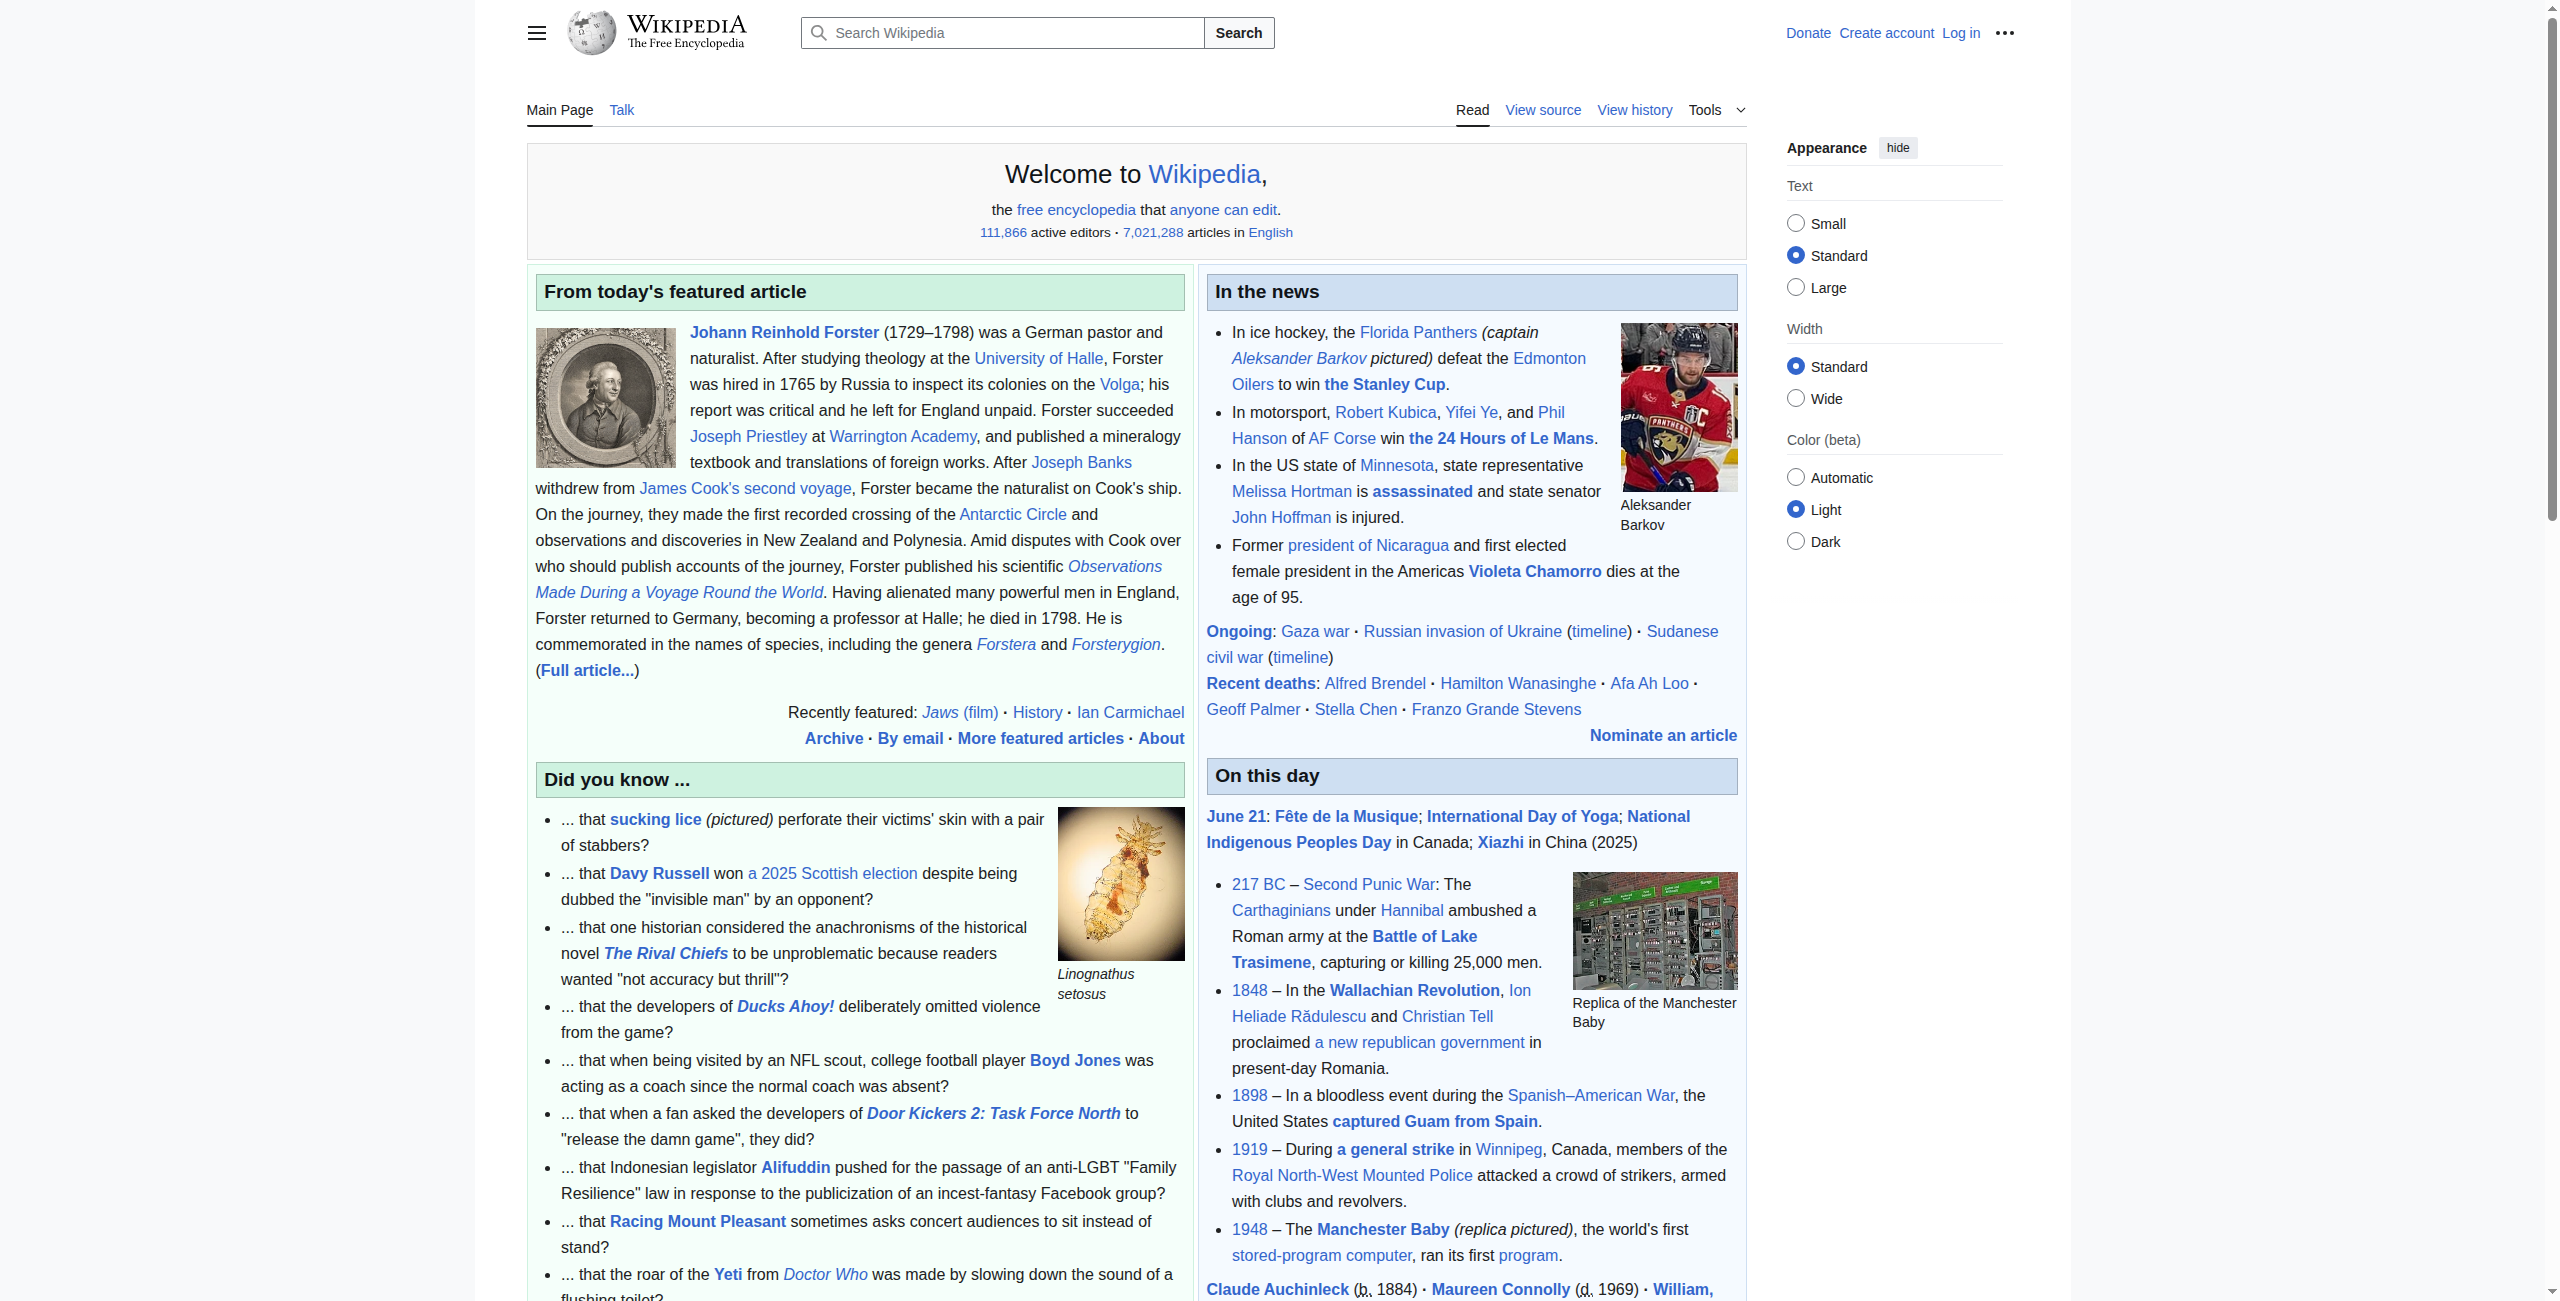 WIKIPEDIA
The Free Encyclopedia
Search Wikipedia
Search
Donate Create account Log in
Main Page Talk
Read View source View history Tools
Welcome to Wikipedia,
the free encyclopedia that anyone can edit.
111,866 active editors · 7,021,288 articles in English
From today's featured article
Johann Reinhold Forster (1729–1798) was a German pastor and
naturalist. After studying theology at the University of Halle, Forster
was hired in 1765 by Russia to inspect its colonies on the Volga; his
report was critical and he left for England unpaid. Forster succeeded
Joseph Priestley at Warrington Academy, and published a mineralogy
textbook and translations of foreign works. After Joseph Banks
withdrew from James Cook's second voyage, Forster became the naturalist on Cook's ship.
On the journey, they made the first recorded crossing of the Antarctic Circle and
observations and discoveries in New Zealand and Polynesia. Amid disputes with Cook over
who should publish accounts of the journey, Forster published his scientific Observations
Made During a Voyage Round the World. Having alienated many powerful men in England,
Forster returned to Germany, becoming a professor at Halle; he died in 1798. He is
commemorated in the names of species, including the genera Forstera and Forsterygion.
(Full article...)
Recently featured: Jaws (film) · History · Ian Carmichael
Archive · By email · More featured articles · About
Did you know ...
... that sucking lice (pictured) perforate their victims' skin with a pair
of stabbers?
... that Davy Russell won a 2025 Scottish election despite being
dubbed the "invisible man" by an opponent?
... that one historian considered the anachronisms of the historical
novel The Rival Chiefs to be unproblematic because readers
wanted "not accuracy but thrill"?
... that the developers of Ducks Ahoy! deliberately omitted violence
from the game?
Linognathus
setosus
... that when being visited by an NFL scout, college football player Boyd Jones was
acting as a coach since the normal coach was absent?
... that when a fan asked the developers of Door Kickers 2: Task Force North to
"release the damn game", they did?
... that Indonesian legislator Alifuddin pushed for the passage of an anti-LGBT "Family
Resilience" law in response to the publicization of an incest-fantasy Facebook group?
... that Racing Mount Pleasant sometimes asks concert audiences to sit instead of
stand?
... that the roar of the Yeti from Doctor Who was made by slowing down the sound of a
flushing toilet?
In the news
In ice hockey, the Florida Panthers (captain
Aleksander Barkov pictured) defeat the Edmonton
Oilers to win the Stanley Cup.
In motorsport, Robert Kubica, Yifei Ye, and Phil
Hanson of AF Corse win the 24 Hours of Le Mans.
In the US state of Minnesota, state representative
Melissa Hortman is assassinated and state senator
John Hoffman is injured.
PANTHERS
Aleksander
Barkov
Former president of Nicaragua and first elected
female president in the Americas Violeta Chamorro dies at the
age of 95.
Ongoing: Gaza war · Russian invasion of Ukraine (timeline) · Sudanese
civil war (timeline)
Recent deaths: Alfred Brendel · Hamilton Wanasinghe · Afa Ah Loo ·
Geoff Palmer · Stella Chen · Franzo Grande Stevens
Nominate an article
On this day
June 21: Fête de la Musique; International Day of Yoga; National
Indigenous Peoples Day in Canada; Xiazhi in China (2025)
217 BC – Second Punic War: The
Carthaginians under Hannibal ambushed a
Roman army at the Battle of Lake
Trasimene, capturing or killing 25,000 men.
1848 – In the Wallachian Revolution, Ion
Heliade Rădulescu and Christian Tell
proclaimed a new republican government in
present-day Romania.
Replica of the Manchester
Baby
1898 – In a bloodless event during the Spanish–American War, the
United States captured Guam from Spain.
1919 – During a general strike in Winnipeg, Canada, members of the
Royal North-West Mounted Police attacked a crowd of strikers, armed
with clubs and revolvers.
1948 – The Manchester Baby (replica pictured), the world's first
stored-program computer, ran its first program.
Claude Auchinleck (b. 1884) · Maureen Connolly (d. 1969) · William,
Appearance hide
Text
Small
Standard
Large
Width
Standard
Wide
Color (beta)
Automatic
Light
Dark